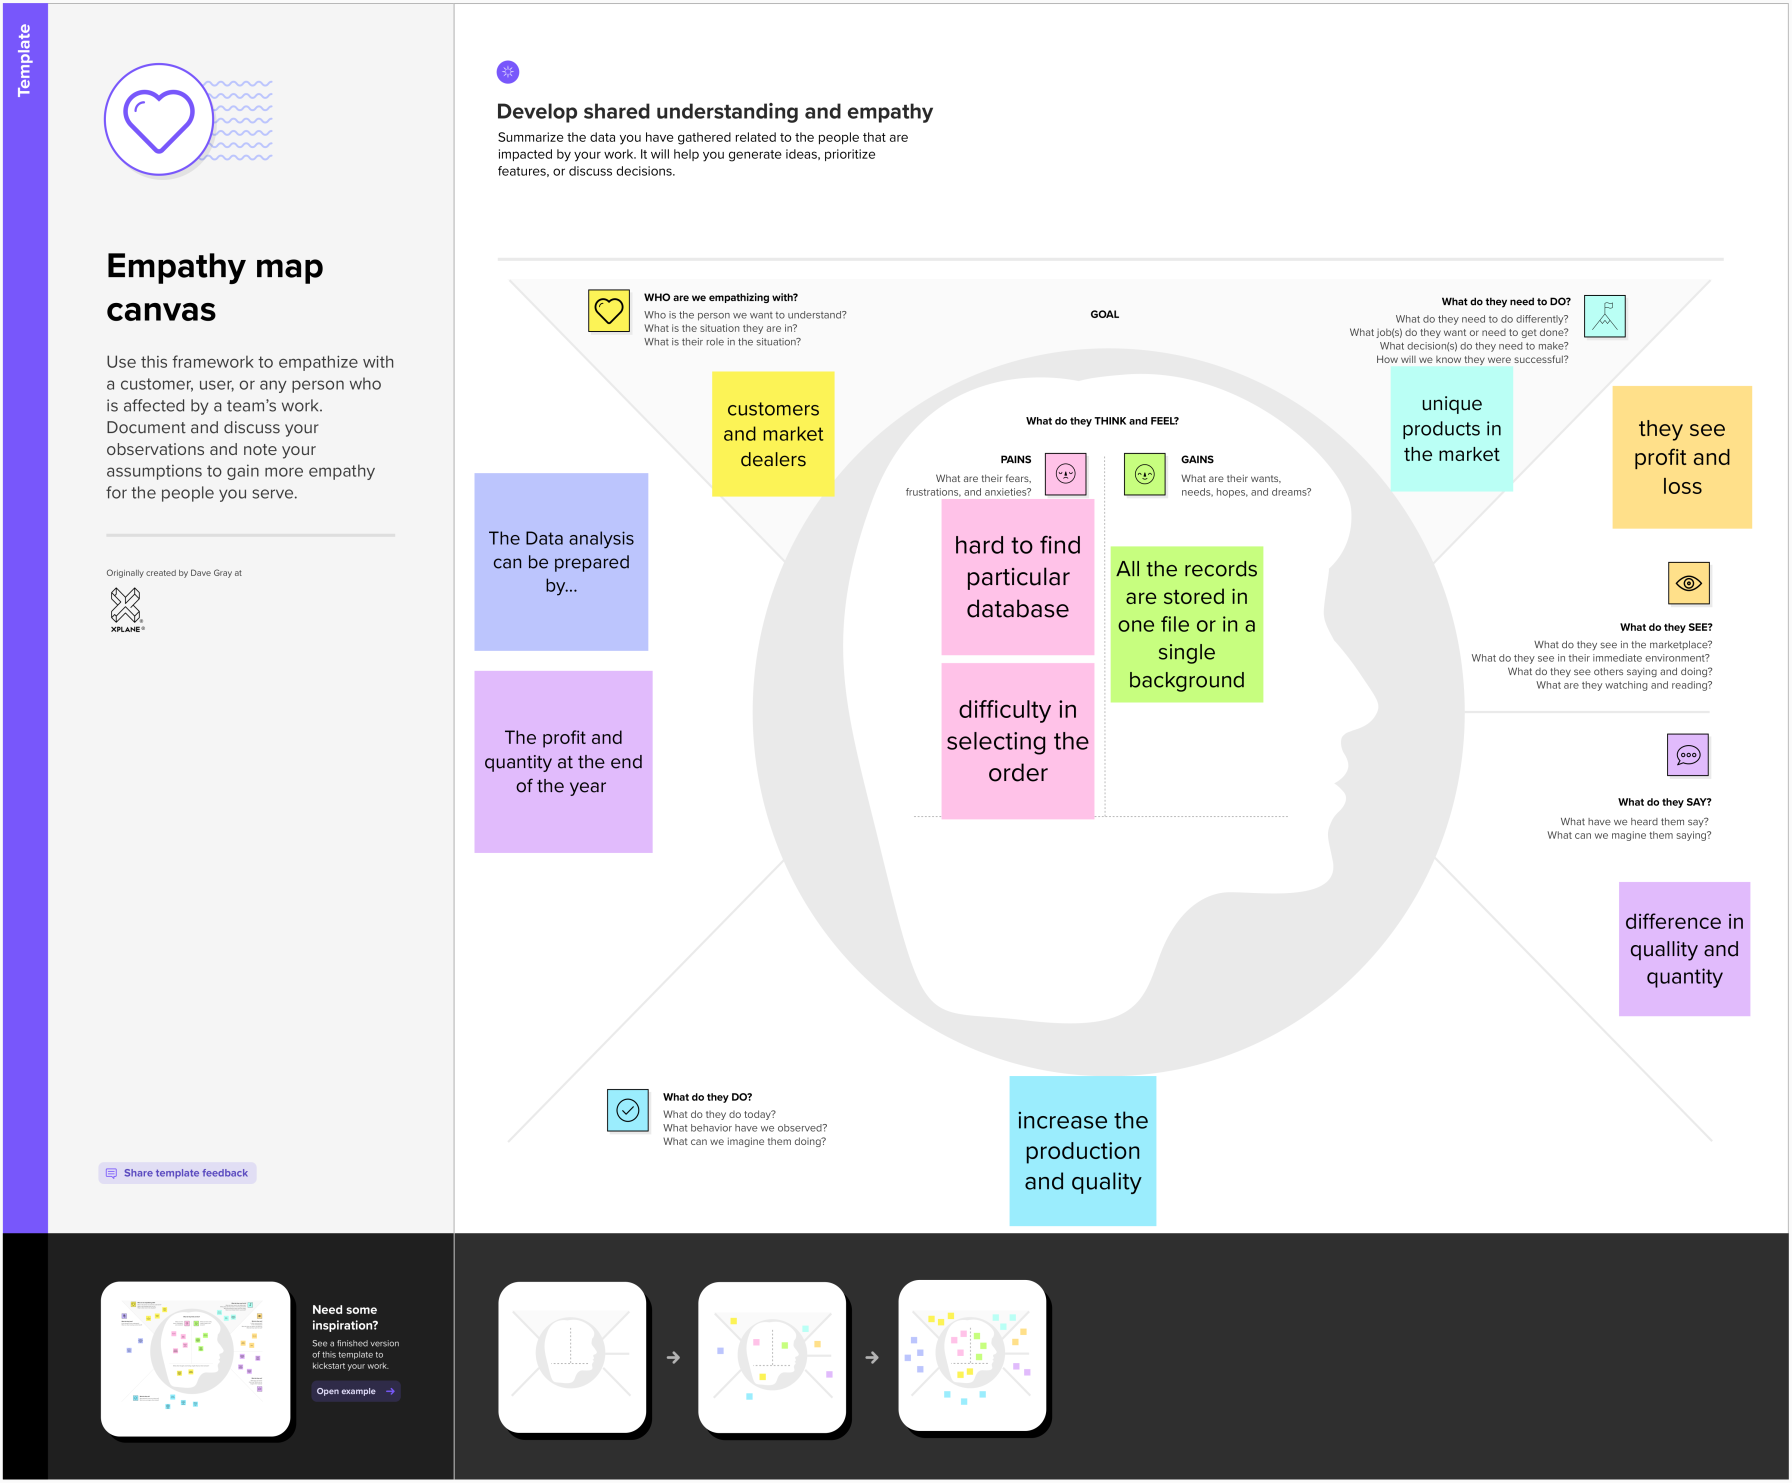 Template
Empathy map
canvas
Use this framework to empathize with
a customer, user, or any person who
is affected by a team's work.
Document and discuss your
observations and note your
assumptions to gain more empathy
for the people you serve.
Originally created by Dave Gray at
XPLANE®
Share template feedback
Develop shared understanding and empathy
Summarize the data you have gathered related to the people that are
impacted by your work. It will help you generate ideas, prioritize
features, or discuss decisions.
WHO are we empathizing with?
Who is the person we want to understand?
What is the situation they are in?
What is their role in the situation?
customers
and market
dealers
GOAL
What do they need to DO?
What do they need to do differently?
What job(s) do they want or need to get done?
What decision(s) do they need to make?
How will we know they were successful?
unique
products in
the market
they see
profit and
loss
What do they THINK and FEEL?
PAINS
What are their fears,
frustrations, and anxieties?
GAINS
What are their wants,
needs, hopes, and dreams?
hard to find
particular
database
difficulty in
selecting the
order
All the records
are stored in
one file or in a
single
background
The Data analysis
can be prepared
by...
The profit and
quantity at the end
of the year
What do they SEE?
What do they see in the marketplace?
What do they see in their immediate environment?
What do they see others saying and doing?
What are they watching and reading?
What do they SAY?
What have we heard them say?
What can we magine them saying?
difference in
quallity and
quantity
What do they DO?
What do they do today?
What behavior have we observed?
What can we imagine them doing?
increase the
production
and quality
Need some
inspiration?
See a finished version
of this template to
kickstart your work.
Open example